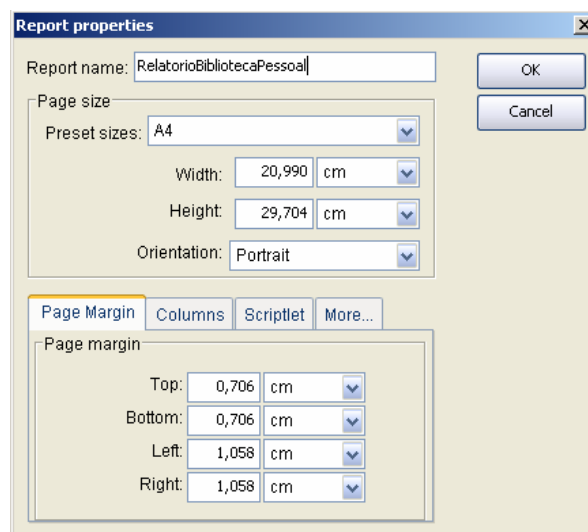 Report properties
Report name: RelatorioBibliotecaPessoal
OK
Page size
Cancel
Preset sizes: A4
Width: 20,990 cm
Height: 29,704 cm
Orientation: Portrait
Page Margin Columns Scriptlet More...
Page margin
Top: 0,706 cm
Bottom: 0,706 cm
Left: 1,058 cm
Right: 1,058 cm